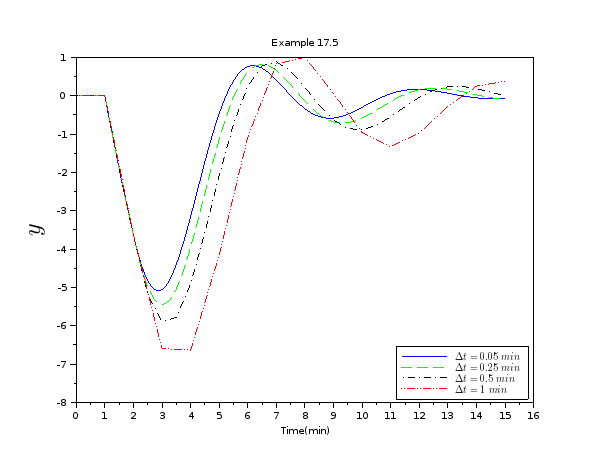 Example 17.5
1
0
-1
-2
-3
-4
-5
-6
-7
-8
y
0 1 2 3 4 5 6 7 8 9 10 11 12 13 14 15 16
Time(min)
Δt = 0.05 min
Δt = 0.25 min
Δt = 0.5 min
Δt = 1 min